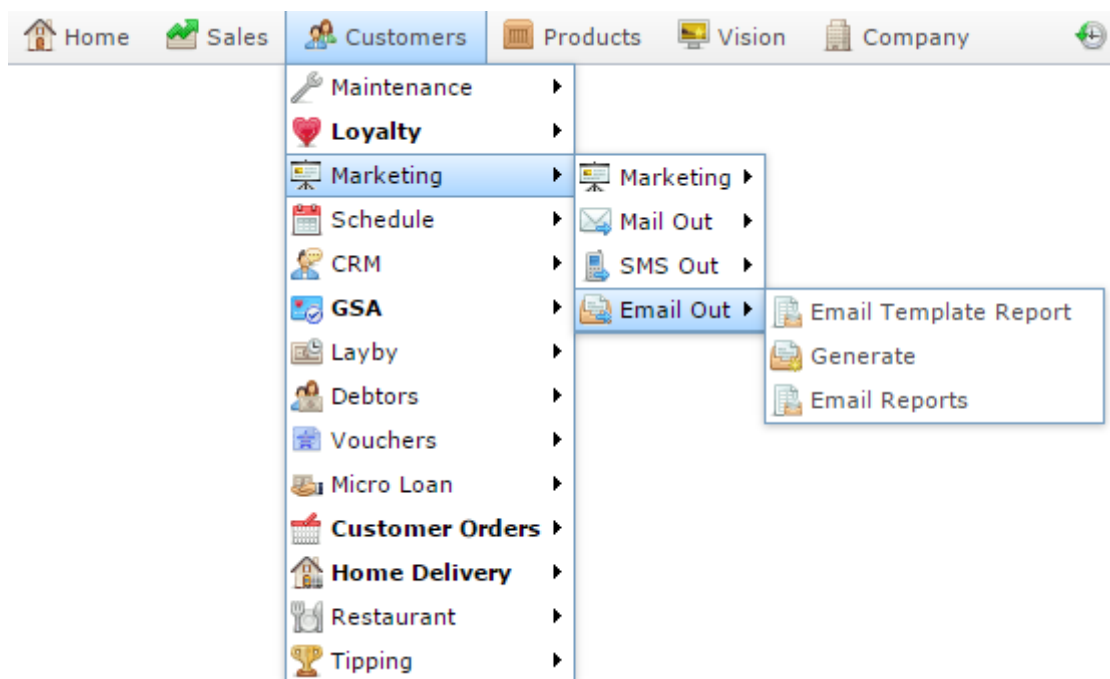 Home Sales Customers Products Vision Company
Maintenance
Loyalty
Marketing Marketing
Schedule Mail Out
CRM SMS Out
GSA Email Out Email Template Report
Layby Generate
Debtors Email Reports
Vouchers
Micro Loan
Customer Orders
Home Delivery
Restaurant
Tipping